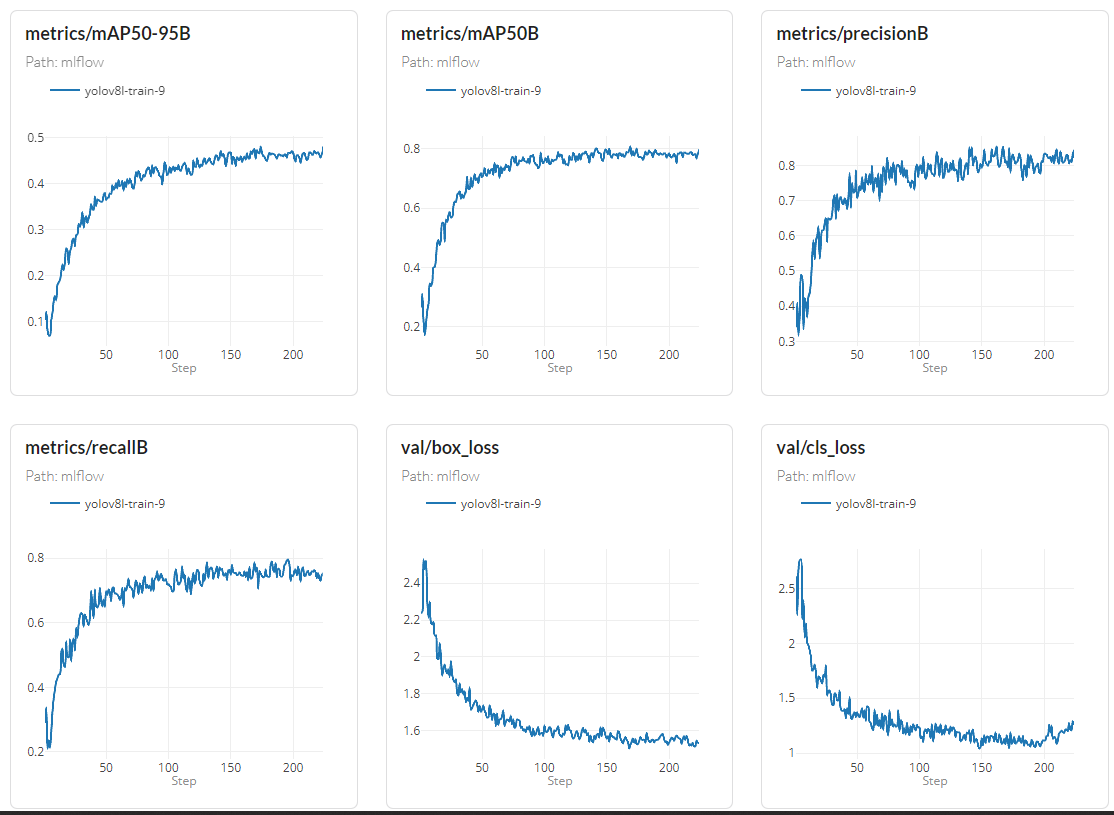 metrics/mAP50-95B
Path: mlflow
yolov8l-train-9
0.5
0.4
0.3
0.2
0.1
50 100 150 200
Step
metrics/mAP50B
Path: mlflow
yolov8l-train-9
0.8
0.6
0.4
0.2
50 100 150 200
Step
metrics/precisionB
Path: mlflow
yolov8l-train-9
0.8
0.7
0.6
0.5
0.4
0.3
50 100 150 200
Step
metrics/recallB
Path: mlflow
yolov8l-train-9
0.8
0.6
0.4
0.2
50 100 150 200
Step
val/box_loss
Path: mlflow
yolov8l-train-9
2.4
2.2
2
1.8
1.6
50 100 150 200
Step
val/cls_loss
Path: mlflow
yolov8l-train-9
2.5
2
1.5
1
50 100 150 200
Step